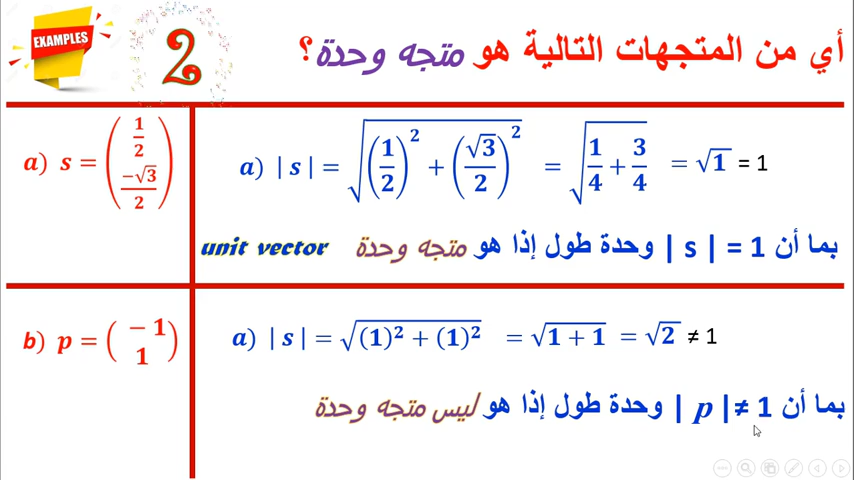 EXAMPLES
2
أي من المتجهات التالية هو متجه وحدة ؟
a) s = (1/2, -√3/2)
a) | s | = √((1/2)² + (√3/2)²) = √(1/4 + 3/4) = √1 = 1
بما أن | s | = 1 وحدة طول إذا هو متجه وحدة unit vector
b) p = (-1, 1)
a) | s | = √((1)² + (1)²) = √(1 + 1) = √2 ≠ 1
بما أن | p | ≠ 1 وحدة طول إذا هو ليس متجه وحدة